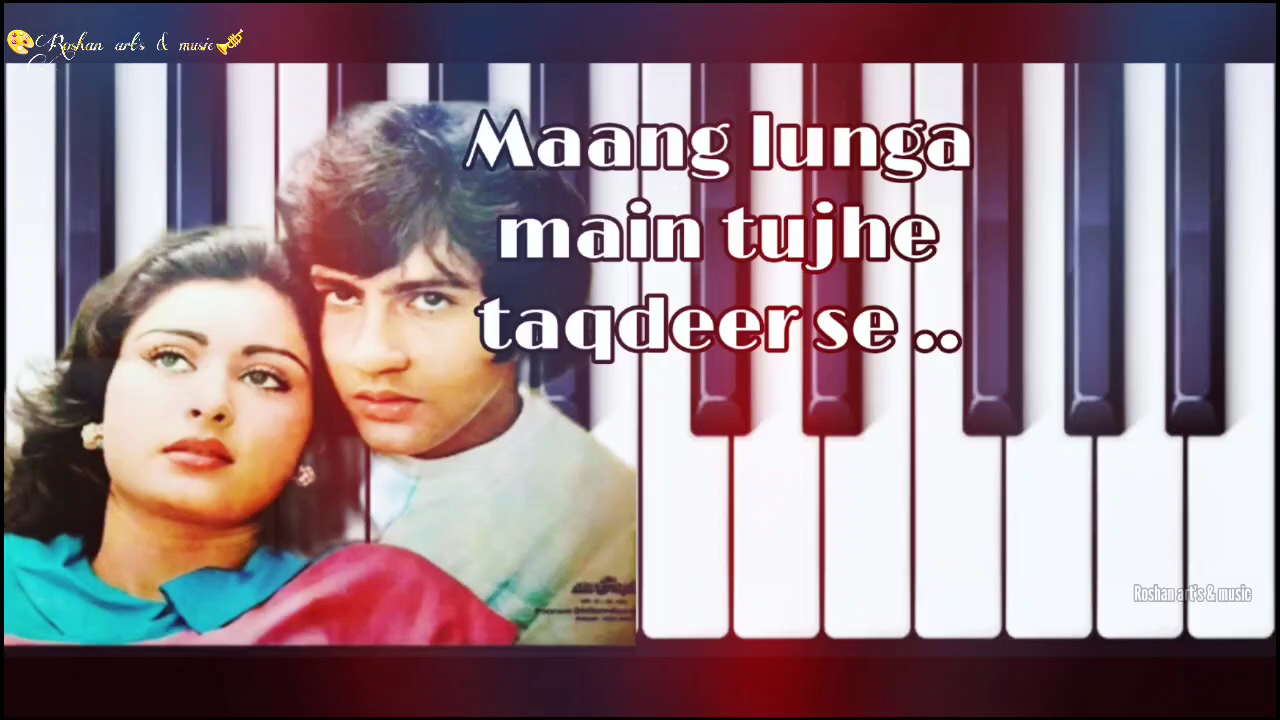 Roshan art's & music
Maang lunga
main tujhe
taqdeer se ..
Roshan art's & music